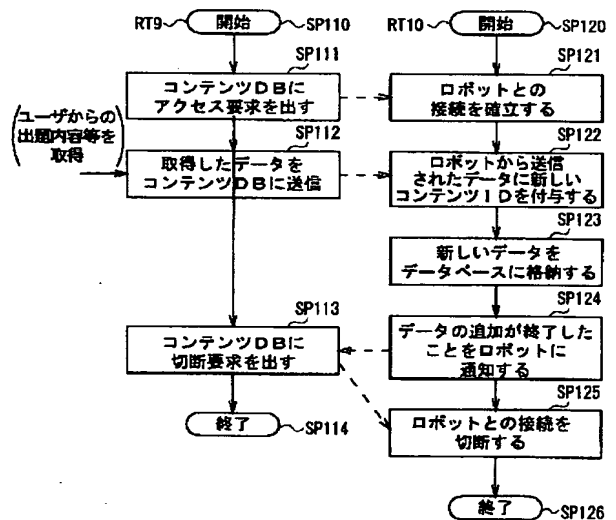 RT9
開始
SP110
SP111
コンテンツDBに
アクセス要求を出す
ユーザからの
出題内容等を
取得
SP112
取得したデータを
コンテンツDBに送信
SP113
コンテンツDBに
切断要求を出す
終了
SP114
RT10
開始
SP120
SP121
ロボットとの
接続を確立する
SP122
ロボットから送信
されたデータに新しい
コンテンツIDを付与する
SP123
新しいデータを
データベースに格納する
SP124
データの追加が終了した
ことをロボットに
通知する
SP125
ロボットとの接続を
切断する
終了
SP126